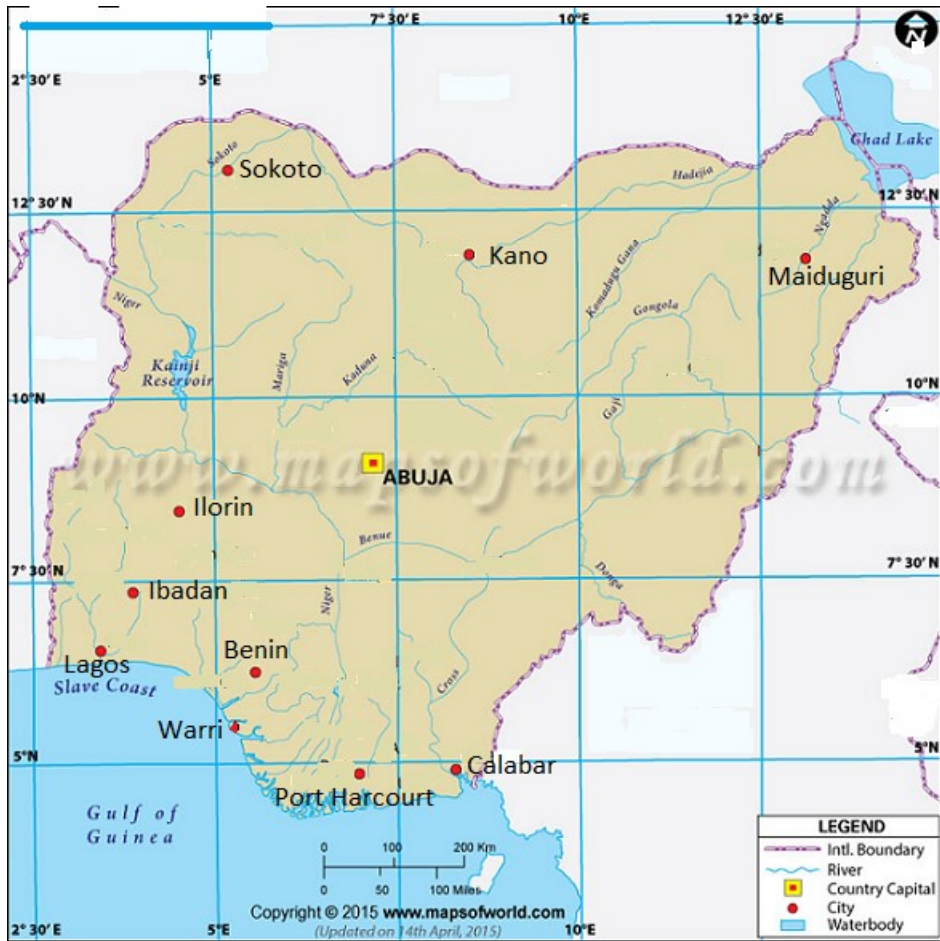 7° 30' E
10° E
12° 30' E
N
2° 30' E
5° E
Chad Lake
Sokoto
Sokoto
Hadejia
12° 30' N
12° 30' N
Ngadda
Kano
Komadugu Gana
Maiduguri
Niger
Gongola
Kainji
Reservoir
Mariga
Kaduna
10° N
10° N
Gaji
www.mapsofworld.com
ABUJA
Ilorin
Benue
7° 30' N
7° 30' N
Donga
Ibadan
Niger
Benin
Lagos
Slave Coast
Cross
Warri
5° N
5° N
Calabar
Port Harcourt
Gulf of
Guinea
LEGEND
Intl. Boundary
River
Country Capital
City
Waterbody
0 100 200 Km
0 50 100 Miles
Copyright © 2015 www.mapsofworld.com
(Updated on 14th April, 2015)
2° 30' E
5° E
10° E